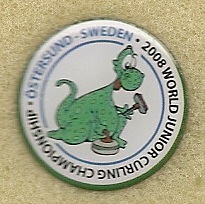 ÖSTERSUND - SWEDEN • 2008 WORLD JUNIOR CURLING CHAMPIONSHIP •